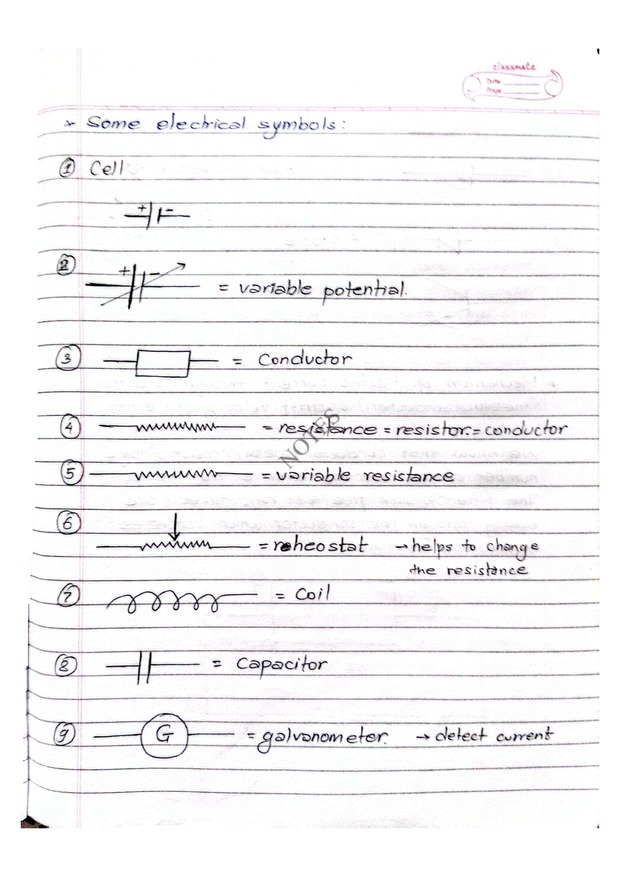 classmate
Date
Page
* Some electrical symbols:
① Cell
+ -
②
+ - = variable potential.
③ = Conductor
④ = resistance = resistor = conductor
NOTES
⑤ = variable resistance
⑥
= rheostat → helps to change
the resistance
⑦ = Coil
⑧ = Capacitor
⑨ G = galvanometer. → detect current